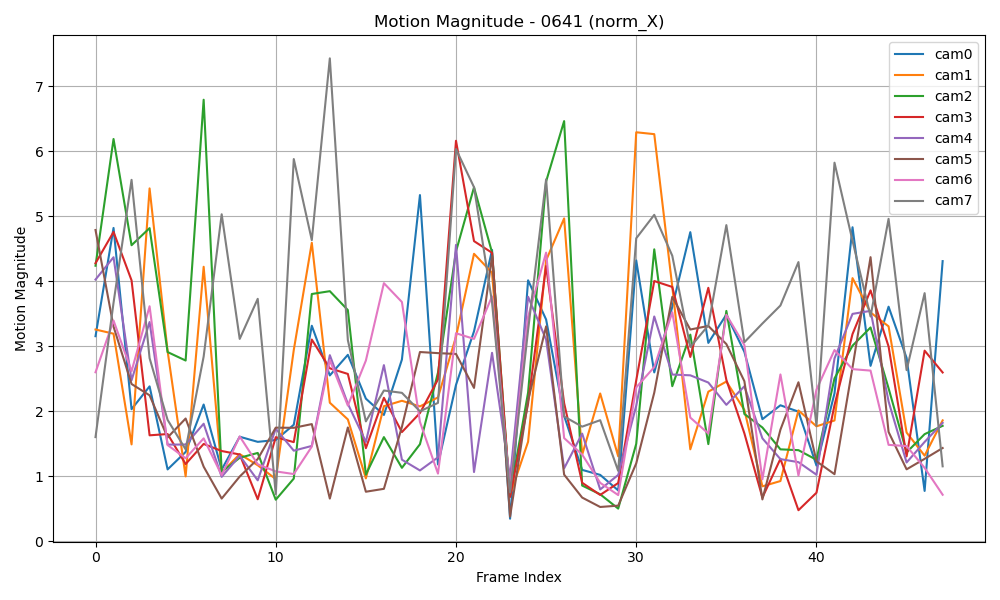 Motion Magnitude - 0641 (norm_X)
cam0
cam1
cam2
cam3
cam4
cam5
cam6
cam7
Motion Magnitude
7
6
5
4
3
2
1
0
0 10 20 30 40
Frame Index